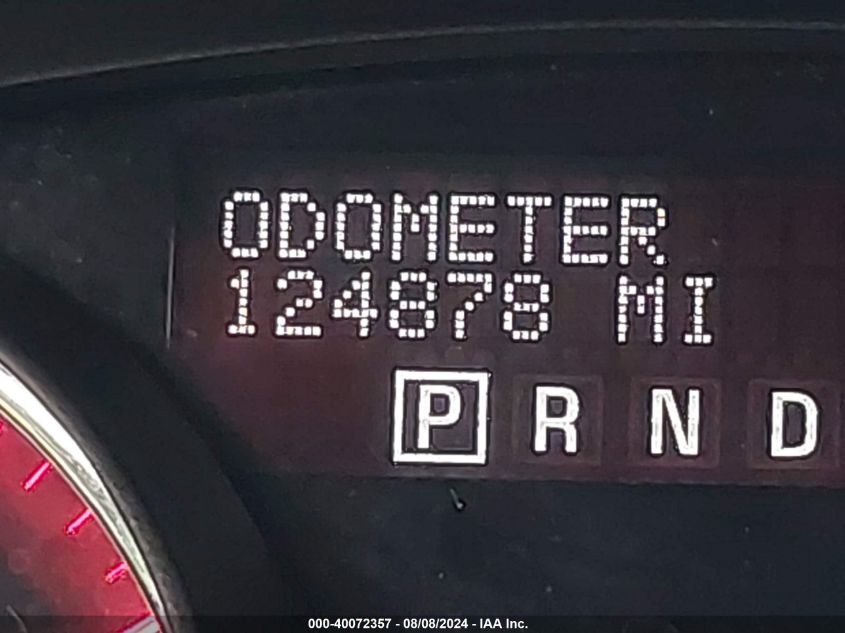 ODOMETER
124878 MI
P R N D
000-40072357 - 08/08/2024 - IAA Inc.